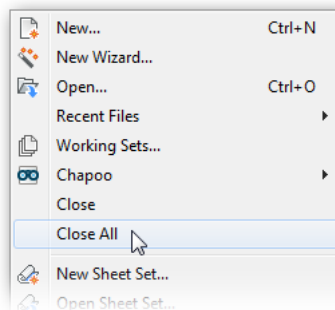 New... Ctrl+N
New Wizard...
Open... Ctrl+O
Recent Files
Working Sets...
Chapoo
Close
Close All
New Sheet Set...
Open Sheet Set...